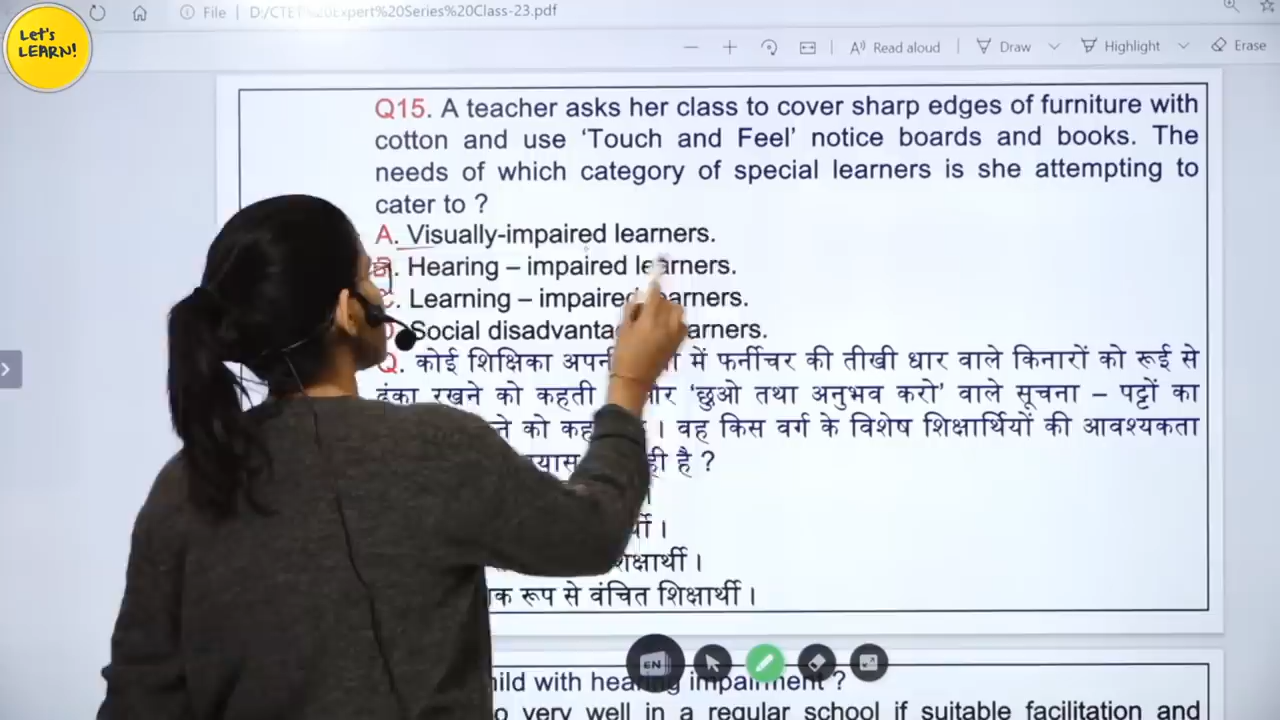 Let's
LEARN!
File | D:/CTET%20Expert%20Series%20Class-23.pdf
Read aloud
Draw
Highlight
Erase
Q15. A teacher asks her class to cover sharp edges of furniture with
cotton and use ‘Touch and Feel’ notice boards and books. The
needs of which category of special learners is she attempting to
cater to ?
A. Visually-impaired learners.
B. Hearing – impaired learners.
C. Learning – impaired learners.
D. Social
Q. कोई शिक्षिका में फर्नीचर की तीखी धार वाले किनारों को रूई से
ढंका रखने को कहती ‘छुओ तथा अनुभव करो’ वाले सूचना – पट्टों का
को । वह किस वर्ग के विशेष शिक्षार्थियों की आवश्यकता
है ?
शिक्षार्थी ।
रूप से वंचित शिक्षार्थी ।
EN
with hearing impairment ?
very well in a regular school if suitable facilitation and